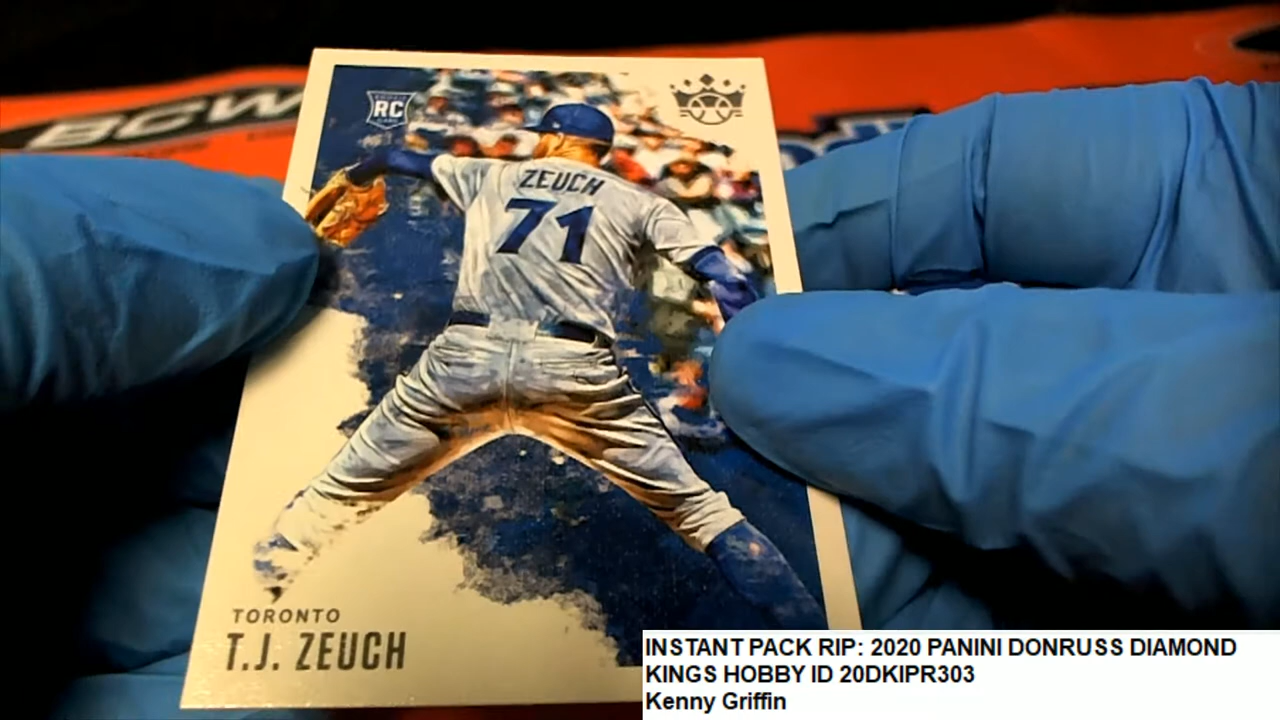 BCW
RC
ZEUCH
71
TORONTO
T.J. ZEUCH
INSTANT PACK RIP: 2020 PANINI DONRUSS DIAMOND
KINGS HOBBY ID 20DKIPR303
Kenny Griffin